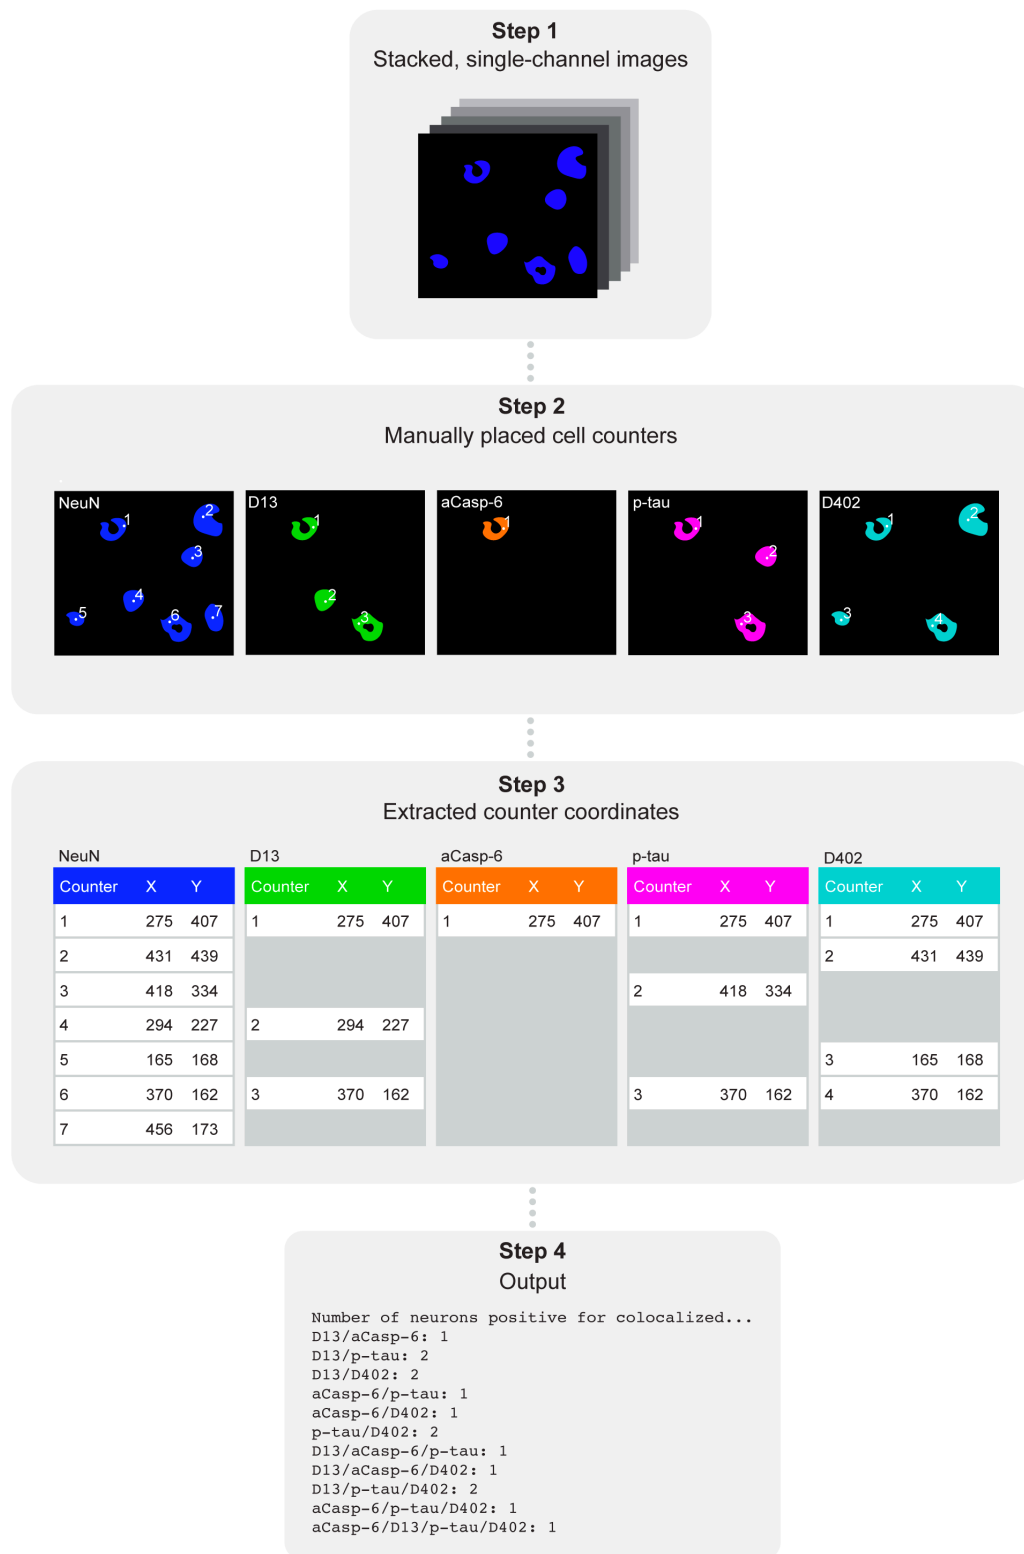 Step 1
Stacked, single-channel images
Step 2
Manually placed cell counters
NeuN D13 aCasp-6 p-tau D402
1 2 3 4 5 6 7
1 2 3
1
1 2 3
1 2 3 4
Step 3
Extracted counter coordinates
NeuN D13 aCasp-6 p-tau D402
Counter X Y Counter X Y Counter X Y Counter X Y Counter X Y
1 275 407 1 275 407 1 275 407 1 275 407 1 275 407
2 431 439 2 431 439
3 418 334 2 418 334
4 294 227 2 294 227
5 165 168 3 165 168
6 370 162 3 370 162 3 370 162 4 370 162
7 456 173
Step 4
Output
Number of neurons positive for colocalized...
D13/aCasp-6: 1
D13/p-tau: 2
D13/D402: 2
aCasp-6/p-tau: 1
aCasp-6/D402: 1
p-tau/D402: 2
D13/aCasp-6/p-tau: 1
D13/aCasp-6/D402: 1
D13/p-tau/D402: 2
aCasp-6/p-tau/D402: 1
aCasp-6/D13/p-tau/D402: 1